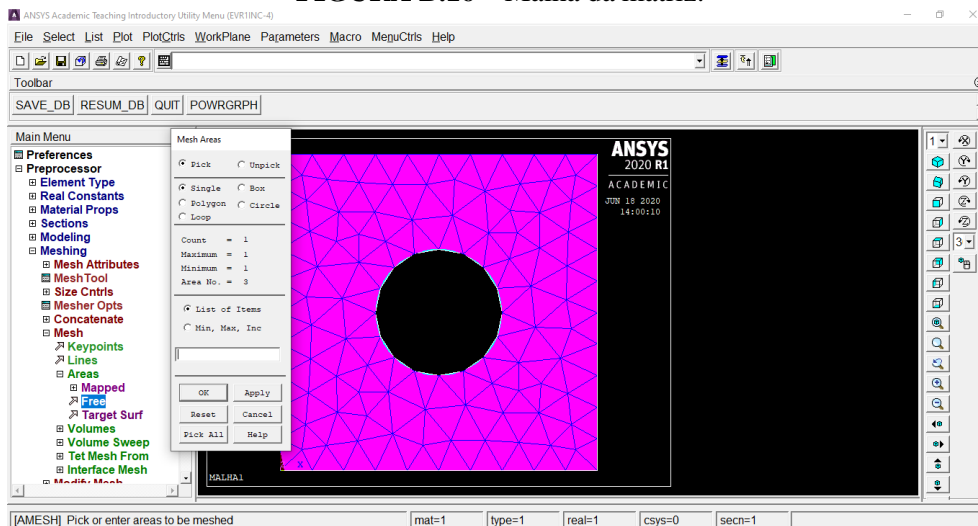 FIGURA B.10 – Malha da matriz.
ANSYS Academic Teaching Introductory Utility Menu (EVR1INC-4)
File Select List Plot PlotCtrls WorkPlane Parameters Macro MenuCtrls Help
Toolbar
SAVE_DB RESUM_DB QUIT POWRGRPH
Main Menu
Preferences
Preprocessor
Element Type
Real Constants
Material Props
Sections
Modeling
Meshing
Mesh Attributes
MeshTool
Size Cntrls
Mesher Opts
Concatenate
Mesh
Keypoints
Lines
Areas
Mapped
Free
Target Surf
Volumes
Volume Sweep
Tet Mesh From
Interface Mesh
Modify Mesh
Mesh Areas
Pick Unpick
Single Box
Polygon Circle
Loop
Count = 1
Maximum = 1
Minimum = 1
Area No. = 3
List of Items
Min, Max, Inc
OK Apply
Reset Cancel
Pick All Help
ANSYS
2020 R1
ACADEMIC
JUN 18 2020
14:00:10
X
MALHA1
1
3
[AMESH] Pick or enter areas to be meshed
mat=1 type=1 real=1 csys=0 secn=1